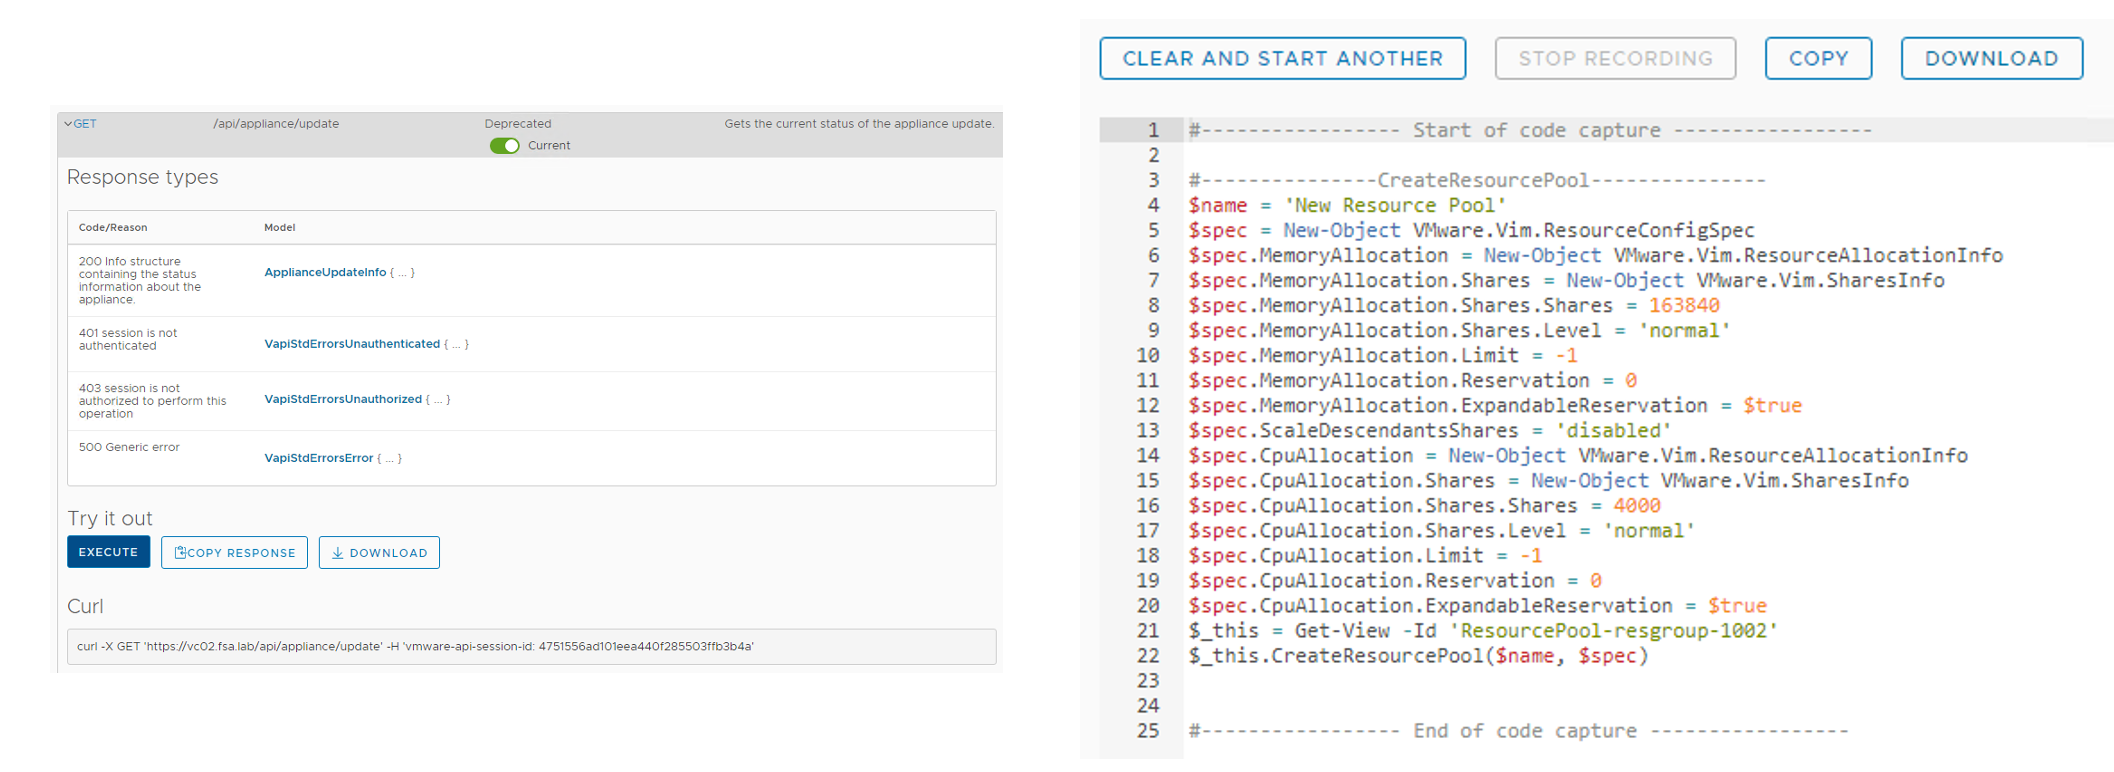 GET /api/appliance/update Deprecated Gets the current status of the appliance update.
Current
Response types
Code/Reason Model
200 Info structure
containing the status
information about the
appliance.
ApplianceUpdateInfo { ... }
401 session is not
authenticated
VapiStdErrorsUnauthenticated { ... }
403 session is not
authorized to perform this
operation
VapiStdErrorsUnauthorized { ... }
500 Generic error
VapiStdErrorsError { ... }
Try it out
EXECUTE COPY RESPONSE DOWNLOAD
Curl
curl -X GET 'https://vc02.fsa.lab/api/appliance/update' -H 'vmware-api-session-id: 4751556ad101eea440f285503ffb3b4a'
CLEAR AND START ANOTHER STOP RECORDING COPY DOWNLOAD
1 #----------------- Start of code capture -----------------
2
3 #---------------CreateResourcePool---------------
4 $name = 'New Resource Pool'
5 $spec = New-Object VMware.Vim.ResourceConfigSpec
6 $spec.MemoryAllocation = New-Object VMware.Vim.ResourceAllocationInfo
7 $spec.MemoryAllocation.Shares = New-Object VMware.Vim.SharesInfo
8 $spec.MemoryAllocation.Shares.Shares = 163840
9 $spec.MemoryAllocation.Shares.Level = 'normal'
10 $spec.MemoryAllocation.Limit = -1
11 $spec.MemoryAllocation.Reservation = 0
12 $spec.MemoryAllocation.ExpandableReservation = $true
13 $spec.ScaleDescendantsShares = 'disabled'
14 $spec.CpuAllocation = New-Object VMware.Vim.ResourceAllocationInfo
15 $spec.CpuAllocation.Shares = New-Object VMware.Vim.SharesInfo
16 $spec.CpuAllocation.Shares.Shares = 4000
17 $spec.CpuAllocation.Shares.Level = 'normal'
18 $spec.CpuAllocation.Limit = -1
19 $spec.CpuAllocation.Reservation = 0
20 $spec.CpuAllocation.ExpandableReservation = $true
21 $_this = Get-View -Id 'ResourcePool-resgroup-1002'
22 $_this.CreateResourcePool($name, $spec)
23
24
25 #----------------- End of code capture -----------------